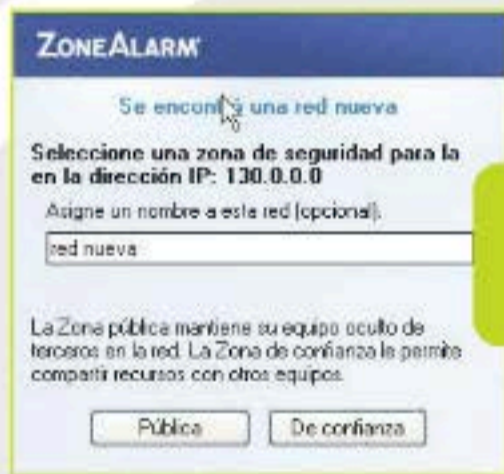 ZONEALARM
Se encontró una red nueva
Seleccione una zona de seguridad para la
en la dirección IP: 130.0.0.0
Asigne un nombre a esta red (opcional).
red nueva
La Zona pública mantiene su equipo oculto de
terceros en la red. La Zona de confianza le permite
compartir recursos con otros equipos.
Pública
De confianza